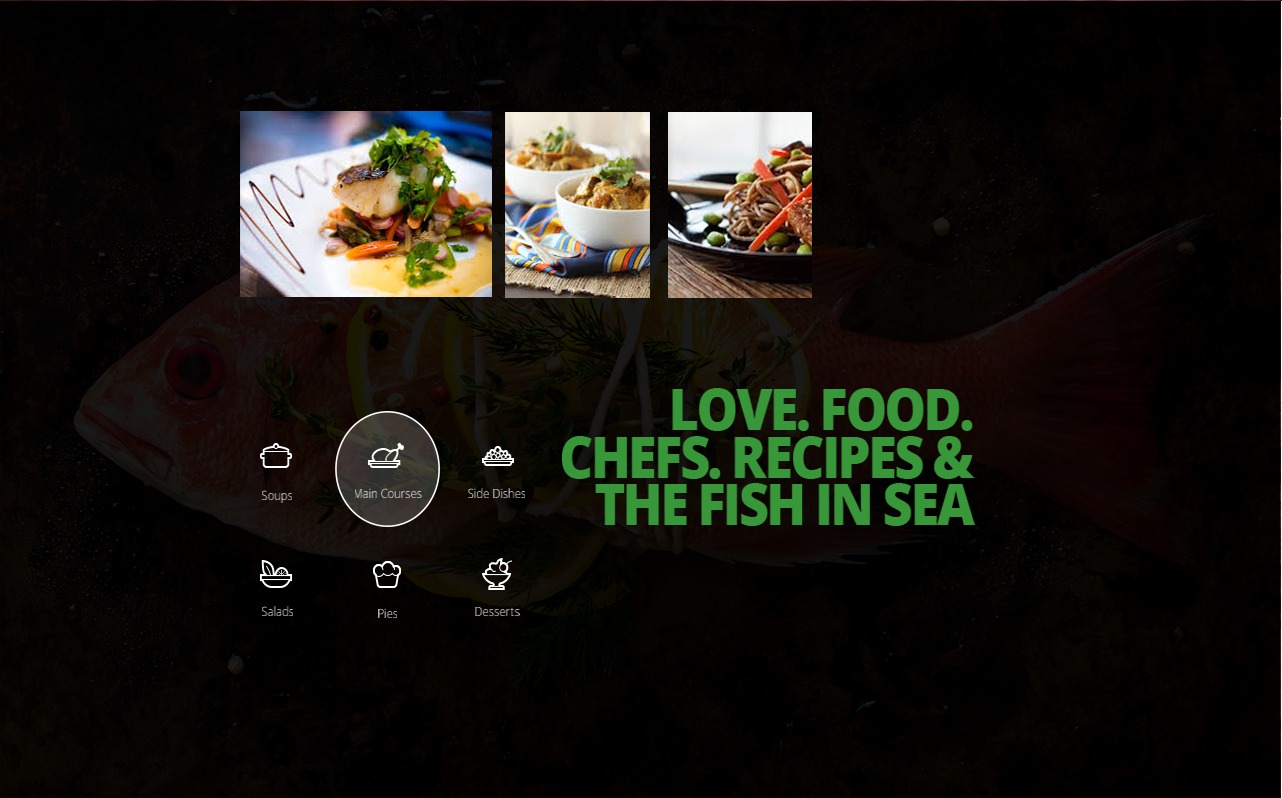 LOVE. FOOD.
CHEFS. RECIPES &
THE FISH IN SEA
Soups
Main Courses
Side Dishes
Salads
Pies
Desserts